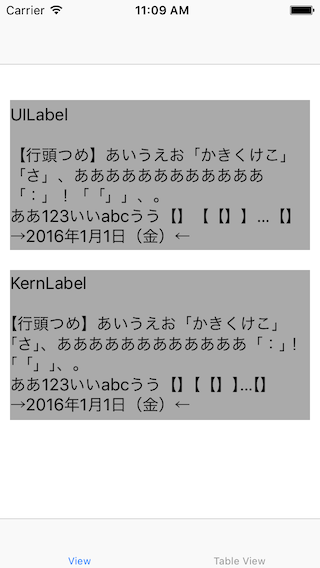 Carrier 11:09 AM
UILabel
【行頭つめ】あいうえお「かきくけこ」
「さ」、ああああああああああああ
「：」！「「」」、。
ああ123いいabcうう【】【【】】…【】
→2016年1月1日（金）←
KernLabel
【行頭つめ】あいうえお「かきくけこ」
「さ」、ああああああああああああ「：」！
「「」」、。
ああ123いいabcうう【】【【】】…【】
→2016年1月1日（金）←
View Table View